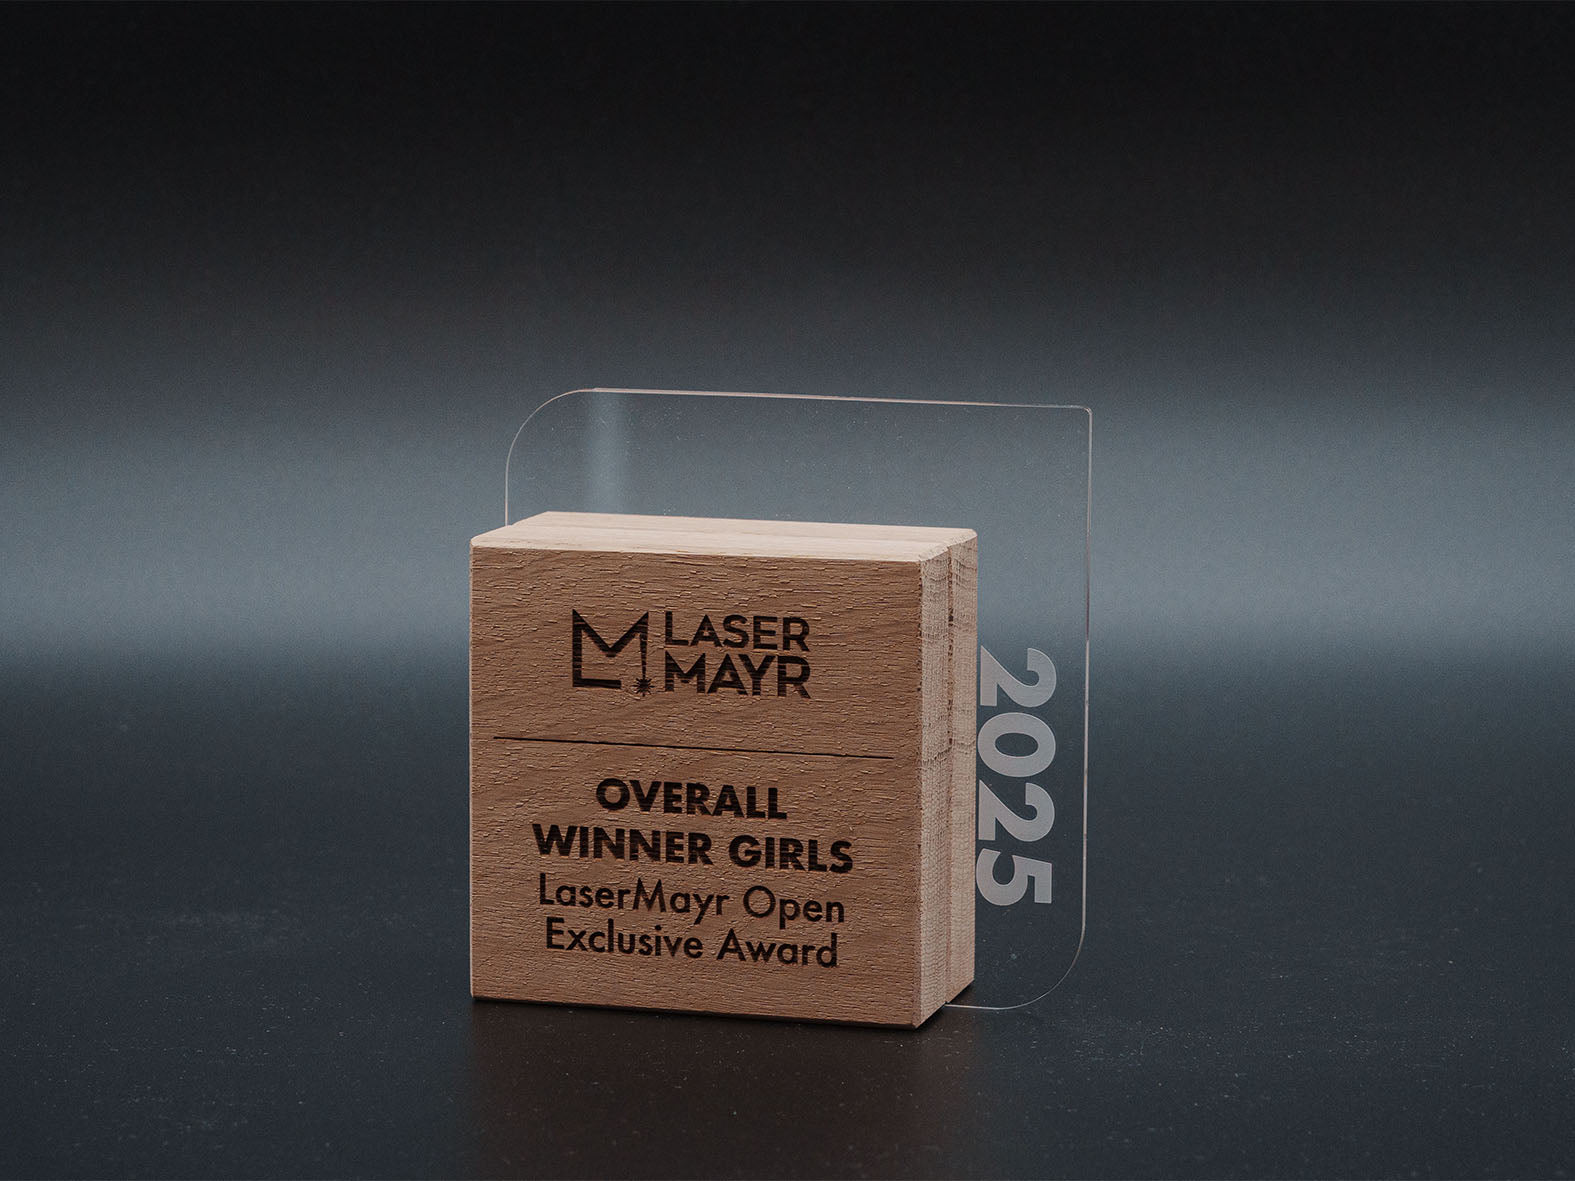 LASER
MAYR
OVERALL
WINNER GIRLS
LaserMayr Open
Exclusive Award
2025